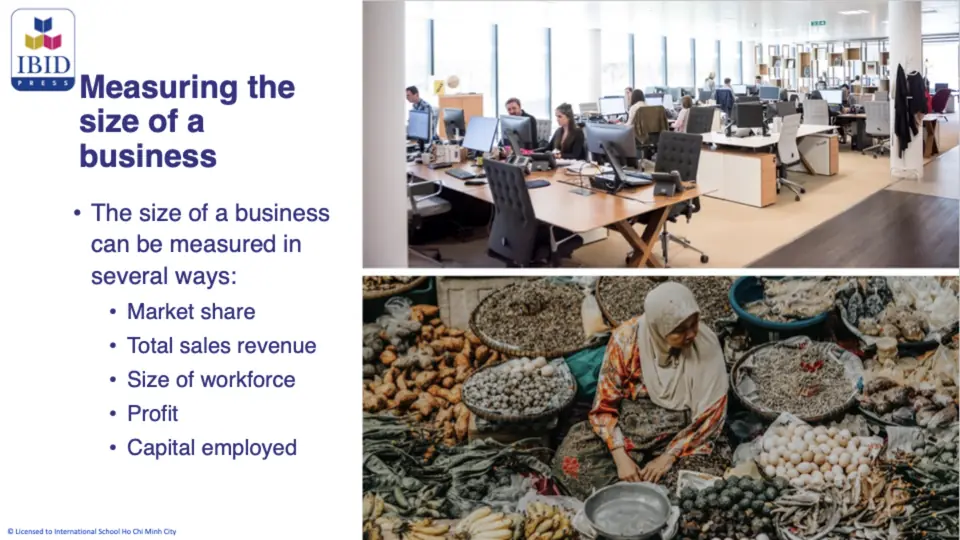 IBID
PRESS
Measuring the
size of a
business
• The size of a business
can be measured in
several ways:
• Market share
• Total sales revenue
• Size of workforce
• Profit
• Capital employed
© Licensed to International School Ho Chi Minh City